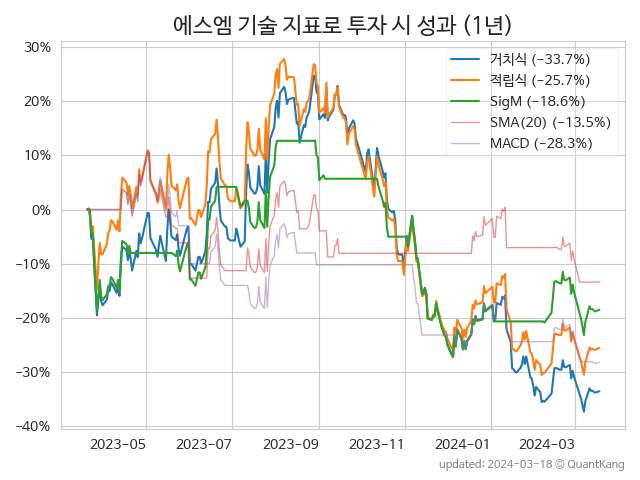 에스엠 기술 지표로 투자 시 성과 (1년)
30%
20%
10%
0%
−10%
−20%
−30%
−40%
거치식 (−33.7%)
적립식 (−25.7%)
SigM (−18.6%)
SMA(20) (−13.5%)
MACD (−28.3%)
2023-05
2023-07
2023-09
2023-11
2024-01
2024-03
updated: 2024-03-18 ⓒ QuantKang